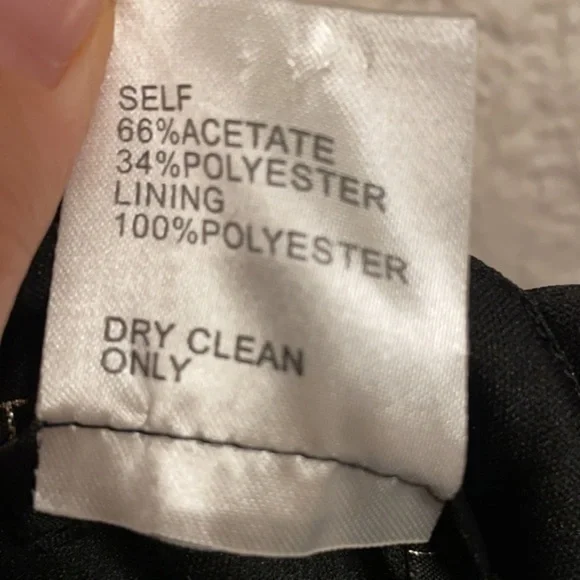 SELF
66%ACETATE
34%POLYESTER
LINING
100%POLYESTER
DRY CLEAN
ONLY